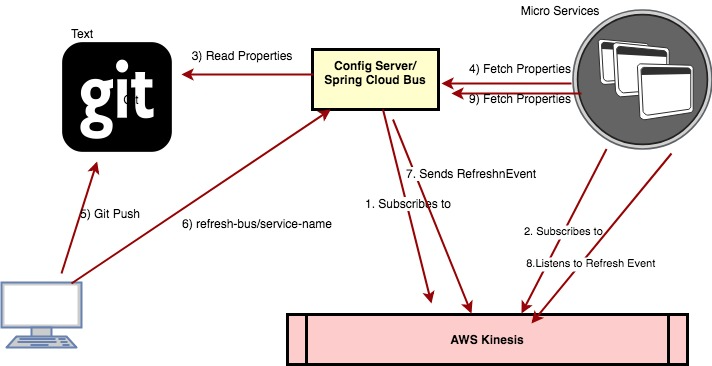 Text
Micro Services
3) Read Properties
Config Server/
Spring Cloud Bus
4) Fetch Properties
9) Fetch Properties
git
Git
7. Sends RefreshnEvent
1. Subscribes to
5) Git Push
6) refresh-bus/service-name
2. Subscribes to
8.Listens to Refresh Event
AWS Kinesis